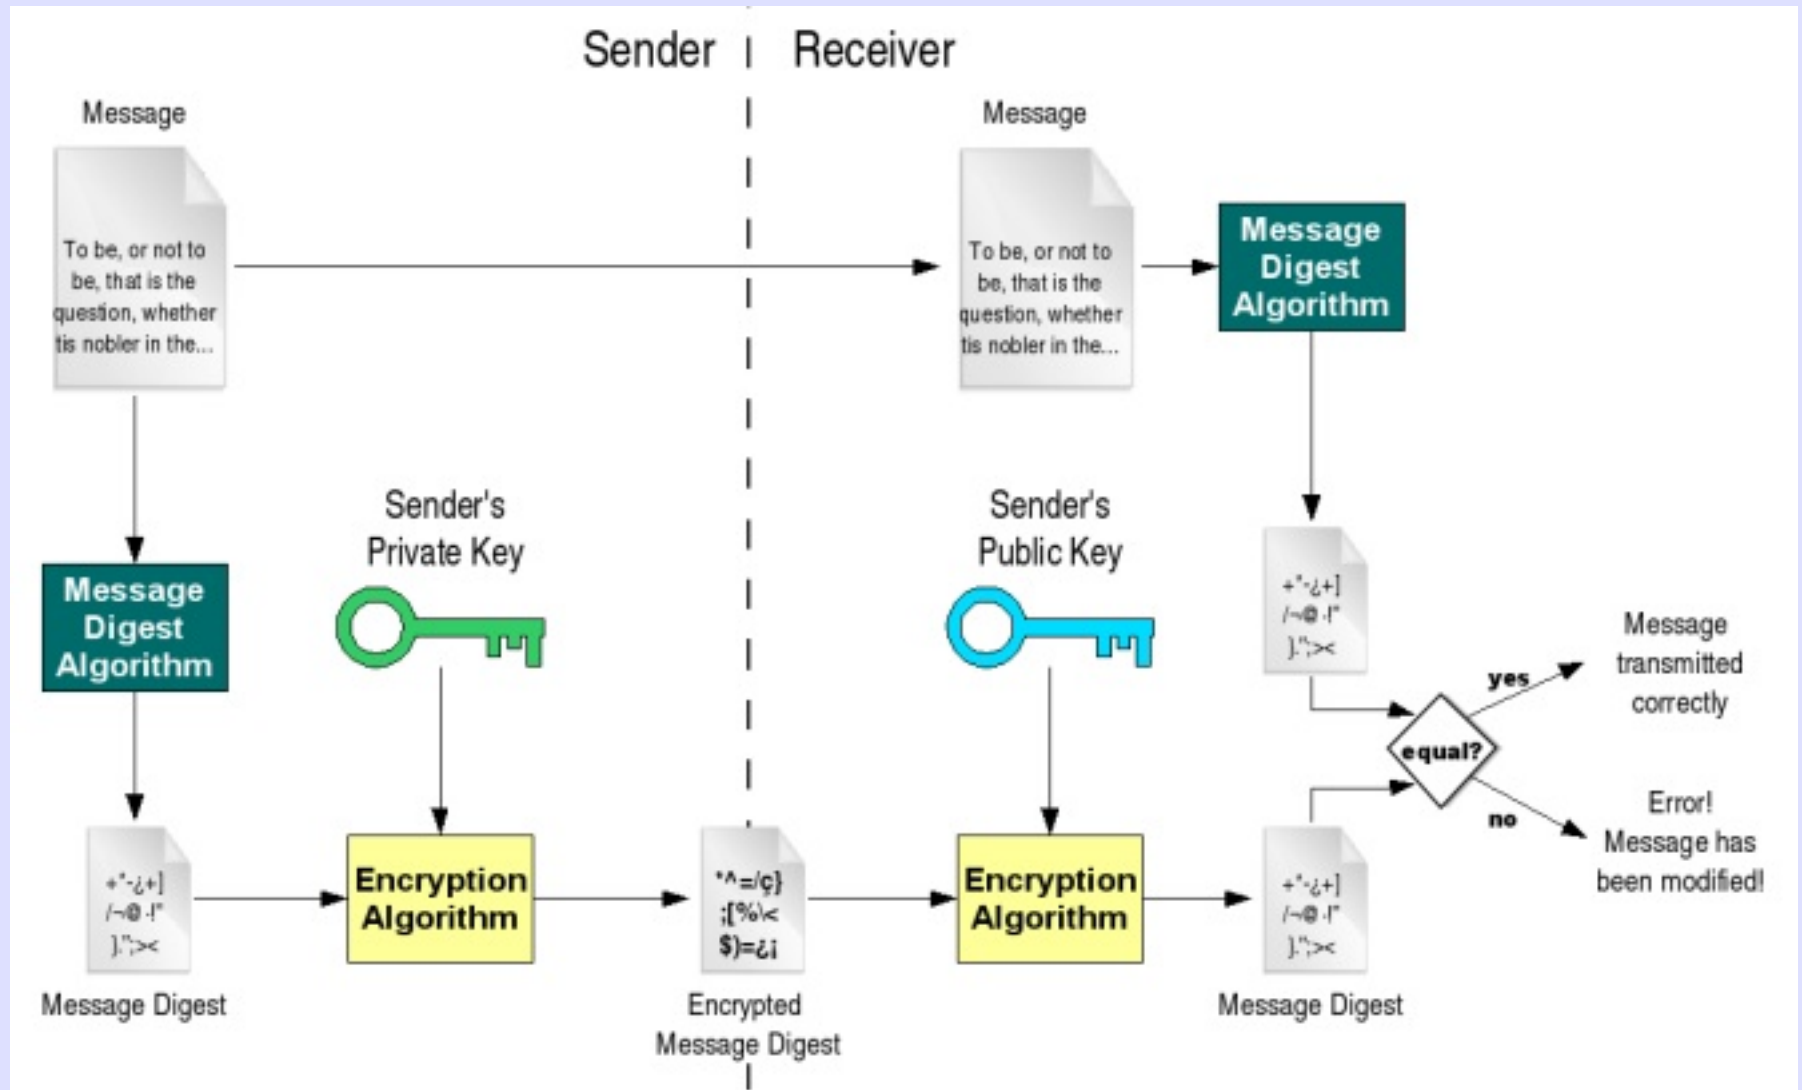 Sender
Receiver
Message
To be, or not to
be, that is the
question, whether
tis nobler in the...
Message
To be, or not to
be, that is the
question, whether
tis nobler in the...
Message
Digest
Algorithm
Message
Digest
Algorithm
Sender's
Private Key
Sender's
Public Key
+*-¿+]
/¬@·!"
}.";><
equal?
yes
Message
transmitted
correctly
no
Error!
Message has
been modified!
+*-¿+]
/¬@·!"
}.";><
Message Digest
Encryption
Algorithm
*^=/ç}
;[%\<
$)=¿¡
Encrypted
Message Digest
Encryption
Algorithm
+*-¿+]
/¬@·!"
}.";><
Message Digest